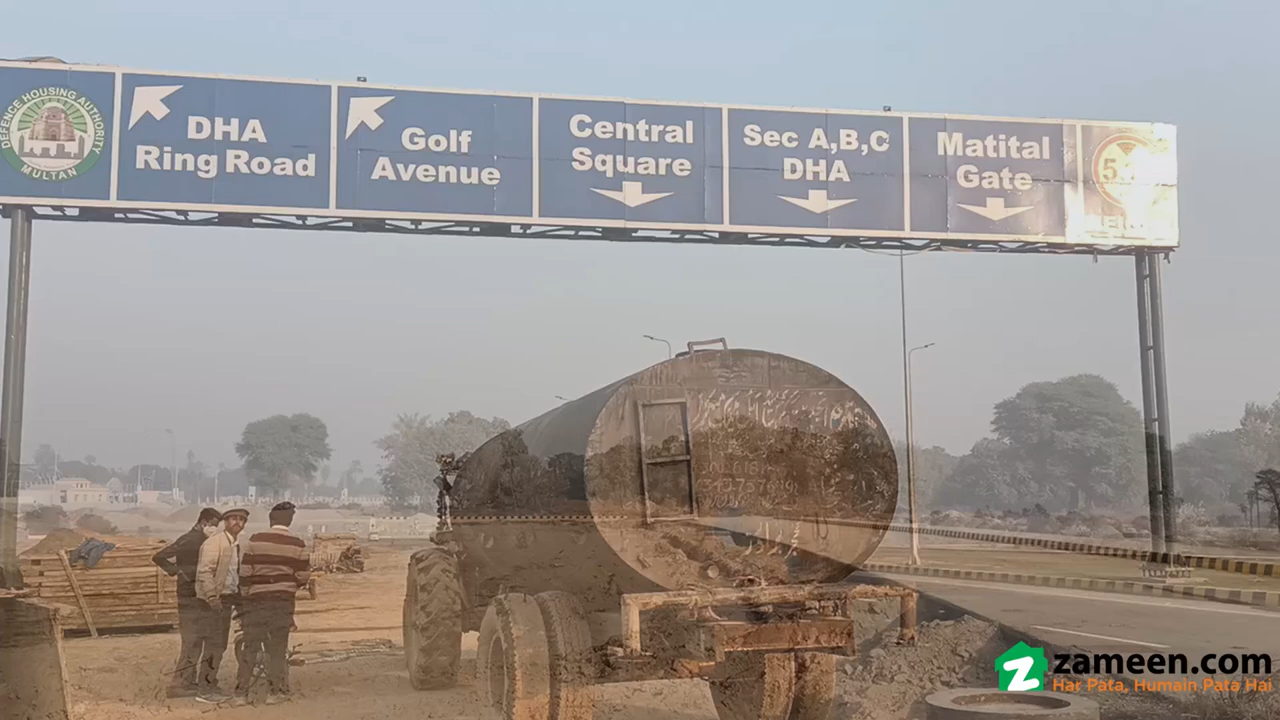 DEFENCE HOUSING AUTHORITY
MULTAN
DHA
Ring Road
Golf
Avenue
Central
Square
Sec A,B,C
DHA
Matital
Gate
zameen.com
Har Pata, Humain Pata Hai